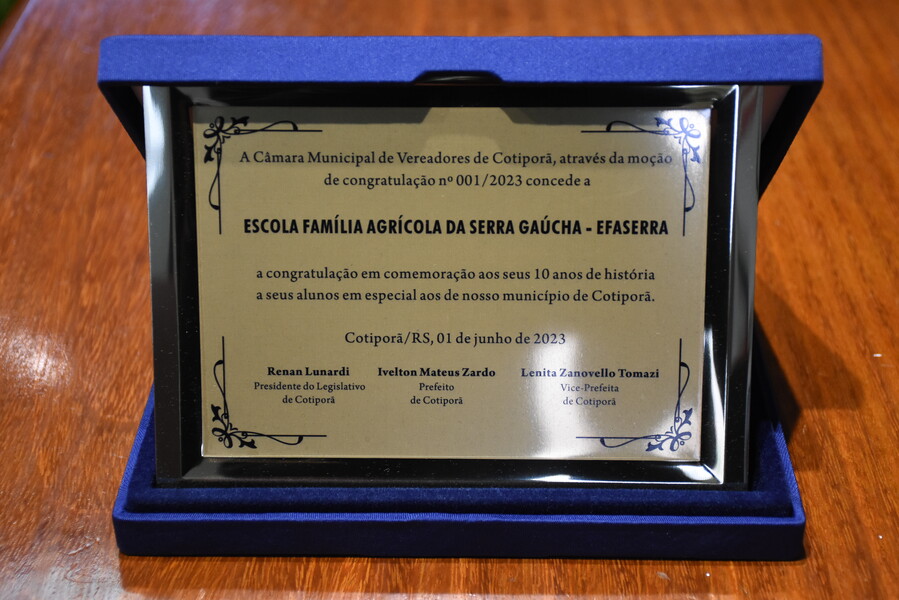 A Câmara Municipal de Vereadores de Cotiporã, através da moção
de congratulação nº 001/2023 concede a
ESCOLA FAMÍLIA AGRÍCOLA DA SERRA GAÚCHA - EFASERRA
a congratulação em comemoração aos seus 10 anos de história
a seus alunos em especial aos de nosso município de Cotiporã.
Cotiporã/RS, 01 de junho de 2023
Renan Lunardi
Presidente do Legislativo
de Cotiporã
Ivelton Mateus Zardo
Prefeito
de Cotiporã
Lenita Zanovello Tomazi
Vice-Prefeita
de Cotiporã